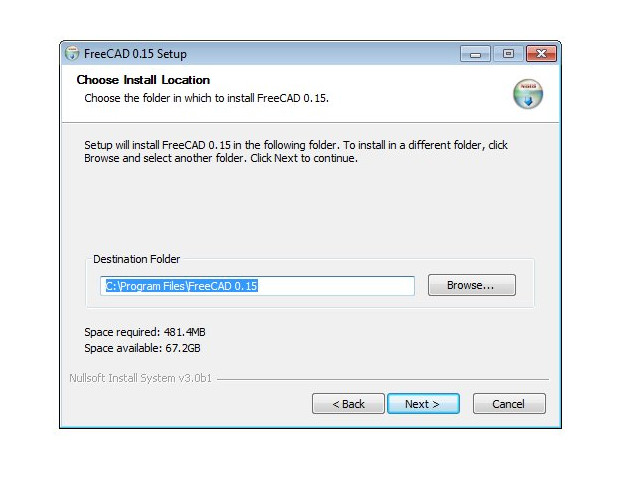 FreeCAD 0.15 Setup
Choose Install Location
Choose the folder in which to install FreeCAD 0.15.
Setup will install FreeCAD 0.15 in the following folder. To install in a different folder, click
Browse and select another folder. Click Next to continue.
Destination Folder
C:\Program Files\FreeCAD 0.15
Browse...
Space required: 481.4MB
Space available: 67.2GB
Nullsoft Install System v3.0b1
< Back
Next >
Cancel